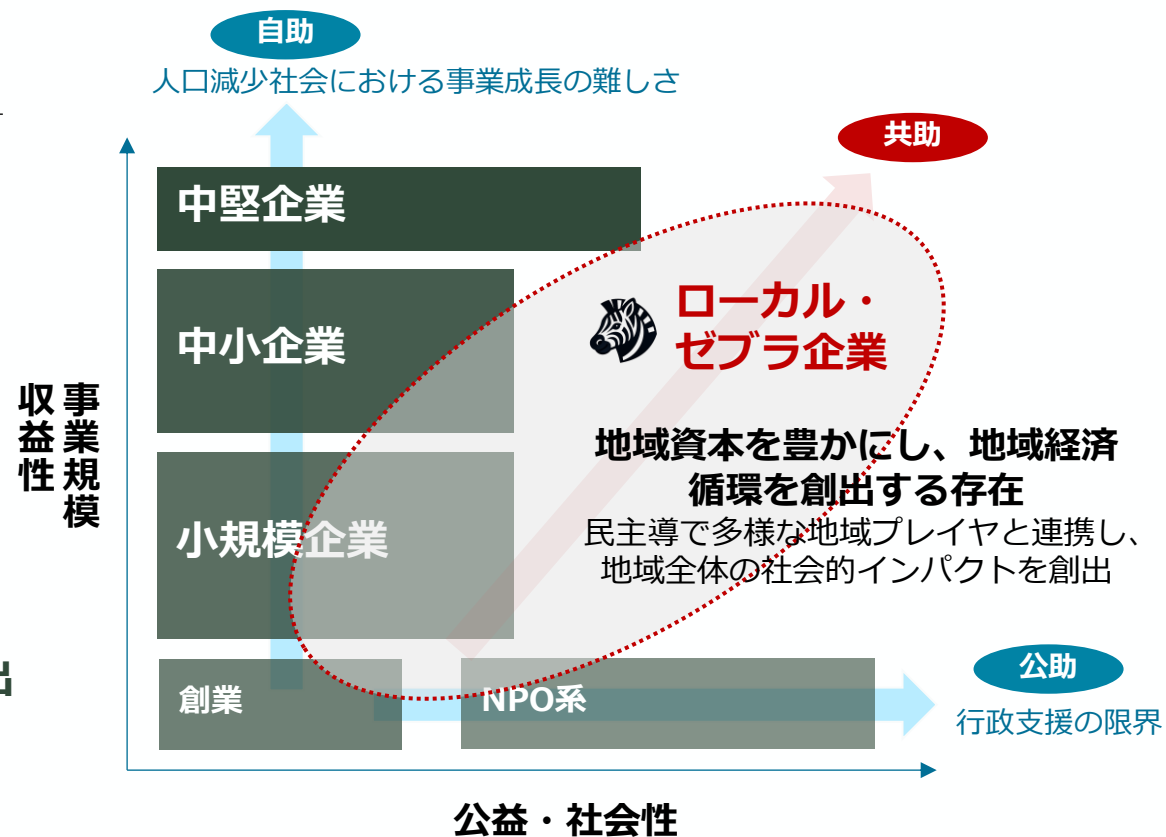 自助
人口減少社会における事業成長の難しさ
共助
中堅企業
中小企業
小規模企業
創業
NPO系
事業規模
収益性
ローカル・
ゼブラ企業
地域資本を豊かにし、地域経済
循環を創出する存在
民主導で多様な地域プレイヤと連携し、
地域全体の社会的インパクトを創出
出
公助
行政支援の限界
公益・社会性